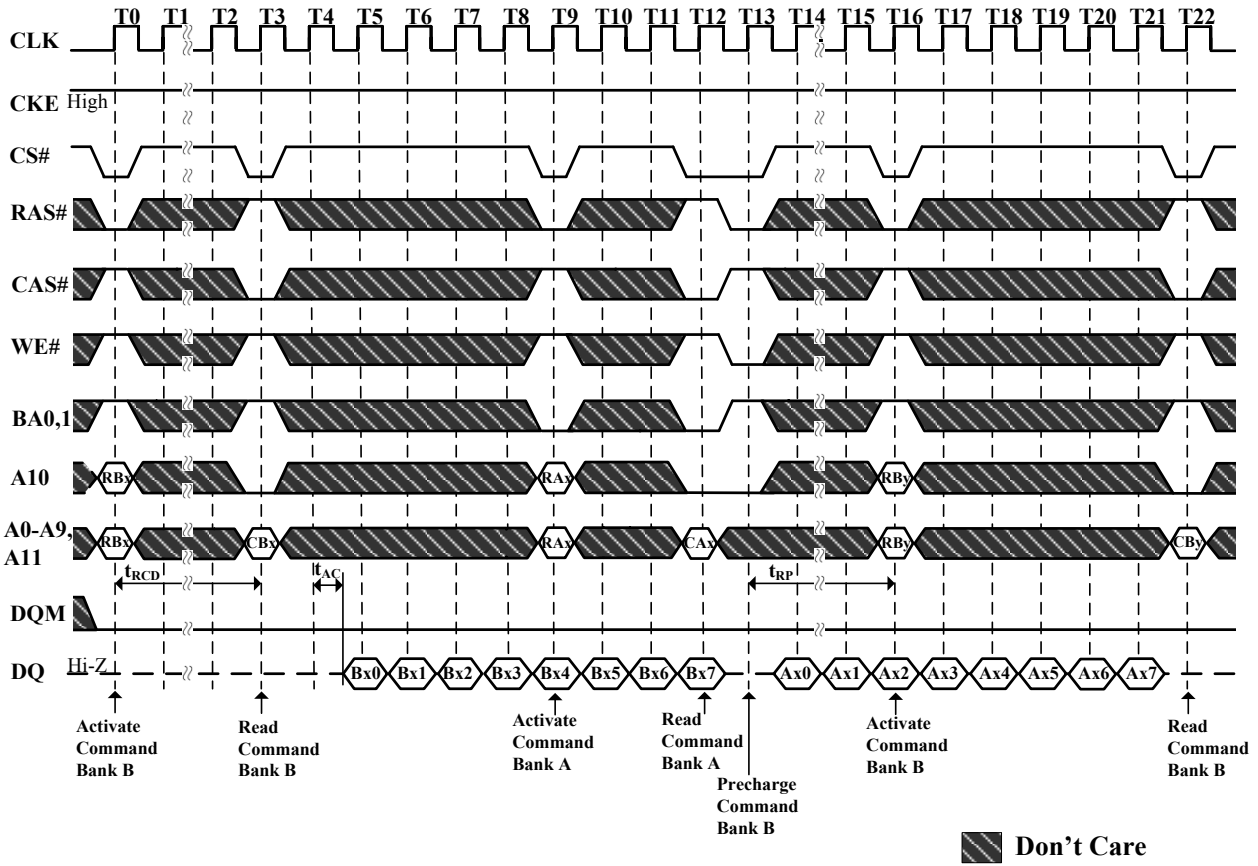 T0 T1 T2 T3 T4 T5 T6 T7 T8 T9 T10 T11 T12 T13 T14 T15 T16 T17 T18 T19 T20 T21 T22
CLK
CKE High
CS#
RAS#
CAS#
WE#
BA0,1
A10 RBx RAx RBy
A0-A9,
A11
RBx CBx RAx CAx RBy CBy
tRCD tAC tRP
DQM
DQ Hi-Z Bx0 Bx1 Bx2 Bx3 Bx4 Bx5 Bx6 Bx7 Ax0 Ax1 Ax2 Ax3 Ax4 Ax5 Ax6 Ax7
Activate
Command
Bank B
Read
Command
Bank B
Activate
Command
Bank A
Read
Command
Bank A
Precharge
Command
Bank B
Activate
Command
Bank B
Read
Command
Bank B
Don't Care